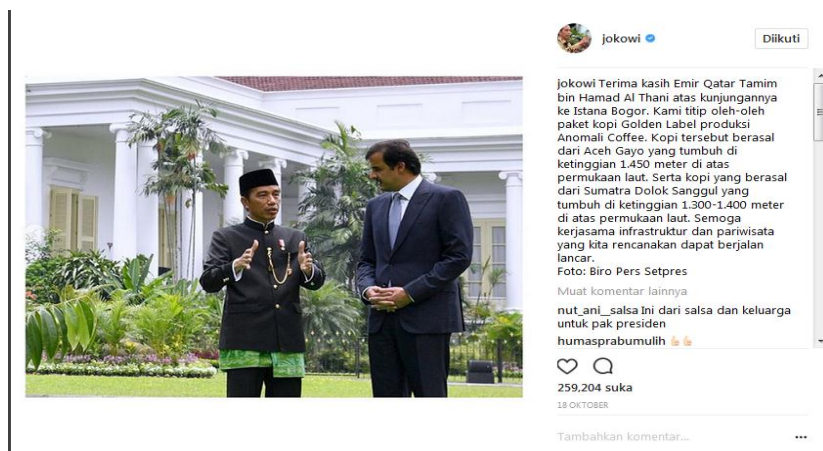 jokowi
Diikuti
jokowi Terima kasih Emir Qatar Tamim
bin Hamad Al Thani atas kunjungannya
ke Istana Bogor. Kami titip oleh-oleh
paket kopi Golden Label produksi
Anomali Coffee. Kopi tersebut berasal
dari Aceh Gayo yang tumbuh di
ketinggian 1.450 meter di atas
permukaan laut. Serta kopi yang berasal
dari Sumatra Dolok Sanggul yang
tumbuh di ketinggian 1.300-1.400 meter
di atas permukaan laut. Semoga
kerjasama infrastruktur dan pariwisata
yang kita rencanakan dapat berjalan
lancar.
Foto: Biro Pers Setpres
Muat komentar lainnya
nut_ani_salsa Ini dari salsa dan keluarga
untuk pak presiden
humasprabumulih 👍🏻👍🏻
259,204 suka
18 OKTOBER
Tambahkan komentar...